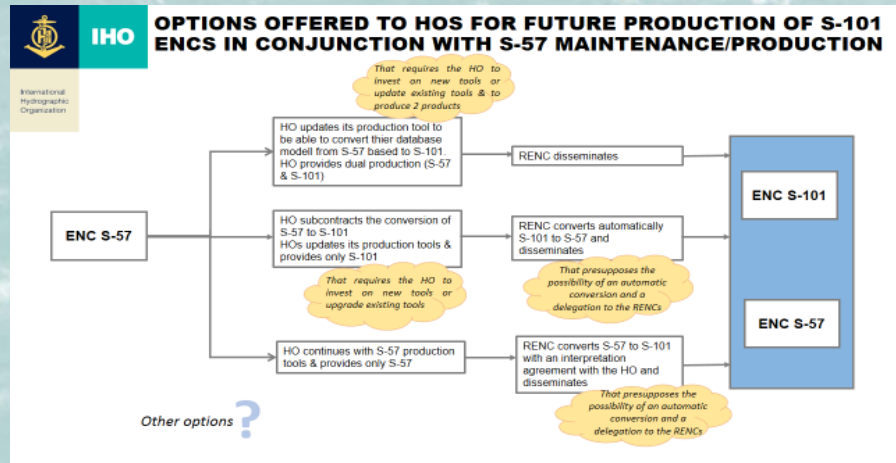 IHO
International
Hydrographic
Organization
OPTIONS OFFERED TO HOS FOR FUTURE PRODUCTION OF S-101
ENCS IN CONJUNCTION WITH S-57 MAINTENANCE/PRODUCTION
That requires the HO to
invest on new tools or
update existing tools & to
produce 2 products
HO updates its production tool to
be able to convert thier database
modell from S-57 based to S-101.
HO provides dual production (S-57
& S-101)
RENC disseminates
ENC S-57
HO subcontracts the conversion of
S-57 to S-101
HOs updates its production tools &
provides only S-101
RENC converts automatically
S-101 to S-57 and
disseminates
That requires the HO to
invest on new tools or
upgrade existing tools
That presupposes the
possibility of an automatic
conversion and a
delegation to the RENCs
HO continues with S-57 production
tools & provides only S-57
RENC converts S-57 to S-101
with an interpretation
agreement with the HO and
disseminates
That presupposes the
possibility of an automatic
conversion and a
delegation to the RENCs
ENC S-101
ENC S-57
Other options ?